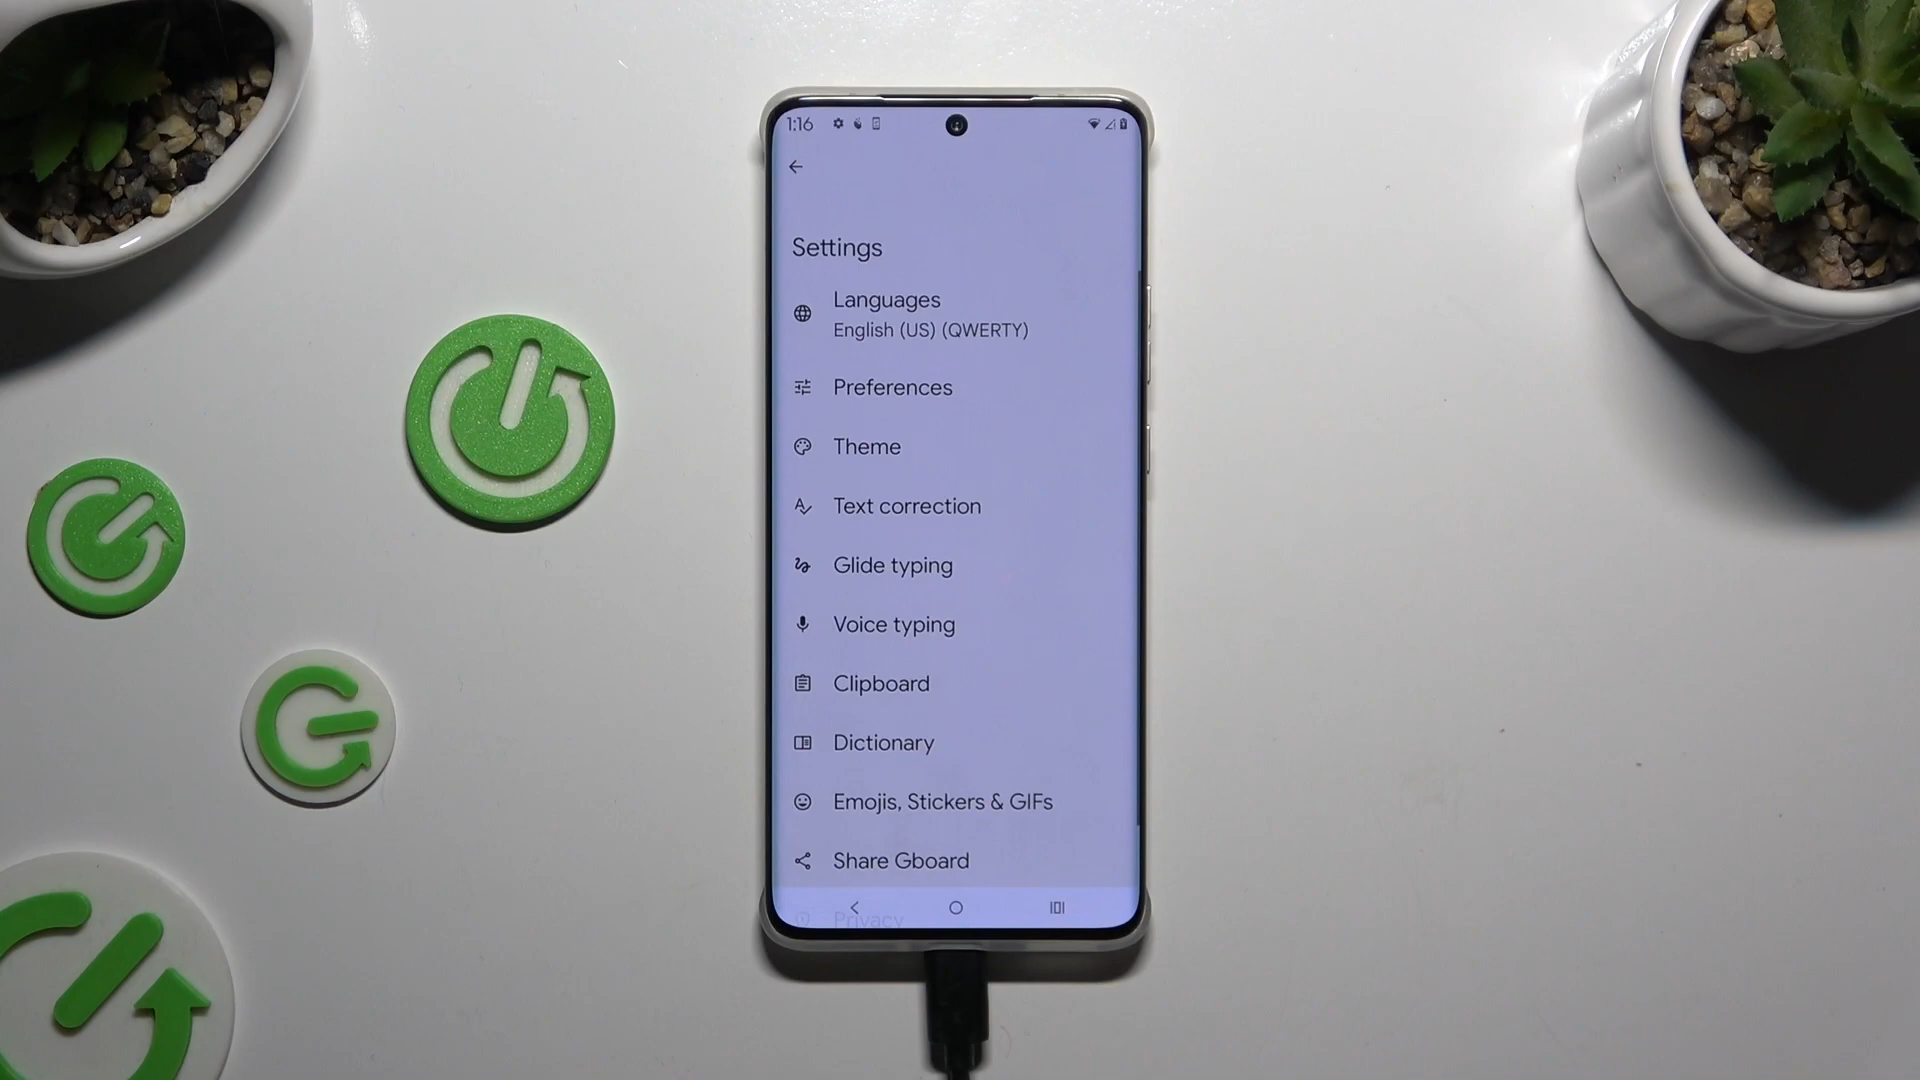 1:16
Settings
Languages
English (US) (QWERTY)
Preferences
Theme
Text correction
Glide typing
Voice typing
Clipboard
Dictionary
Emojis, Stickers & GIFs
Share Gboard
Privacy